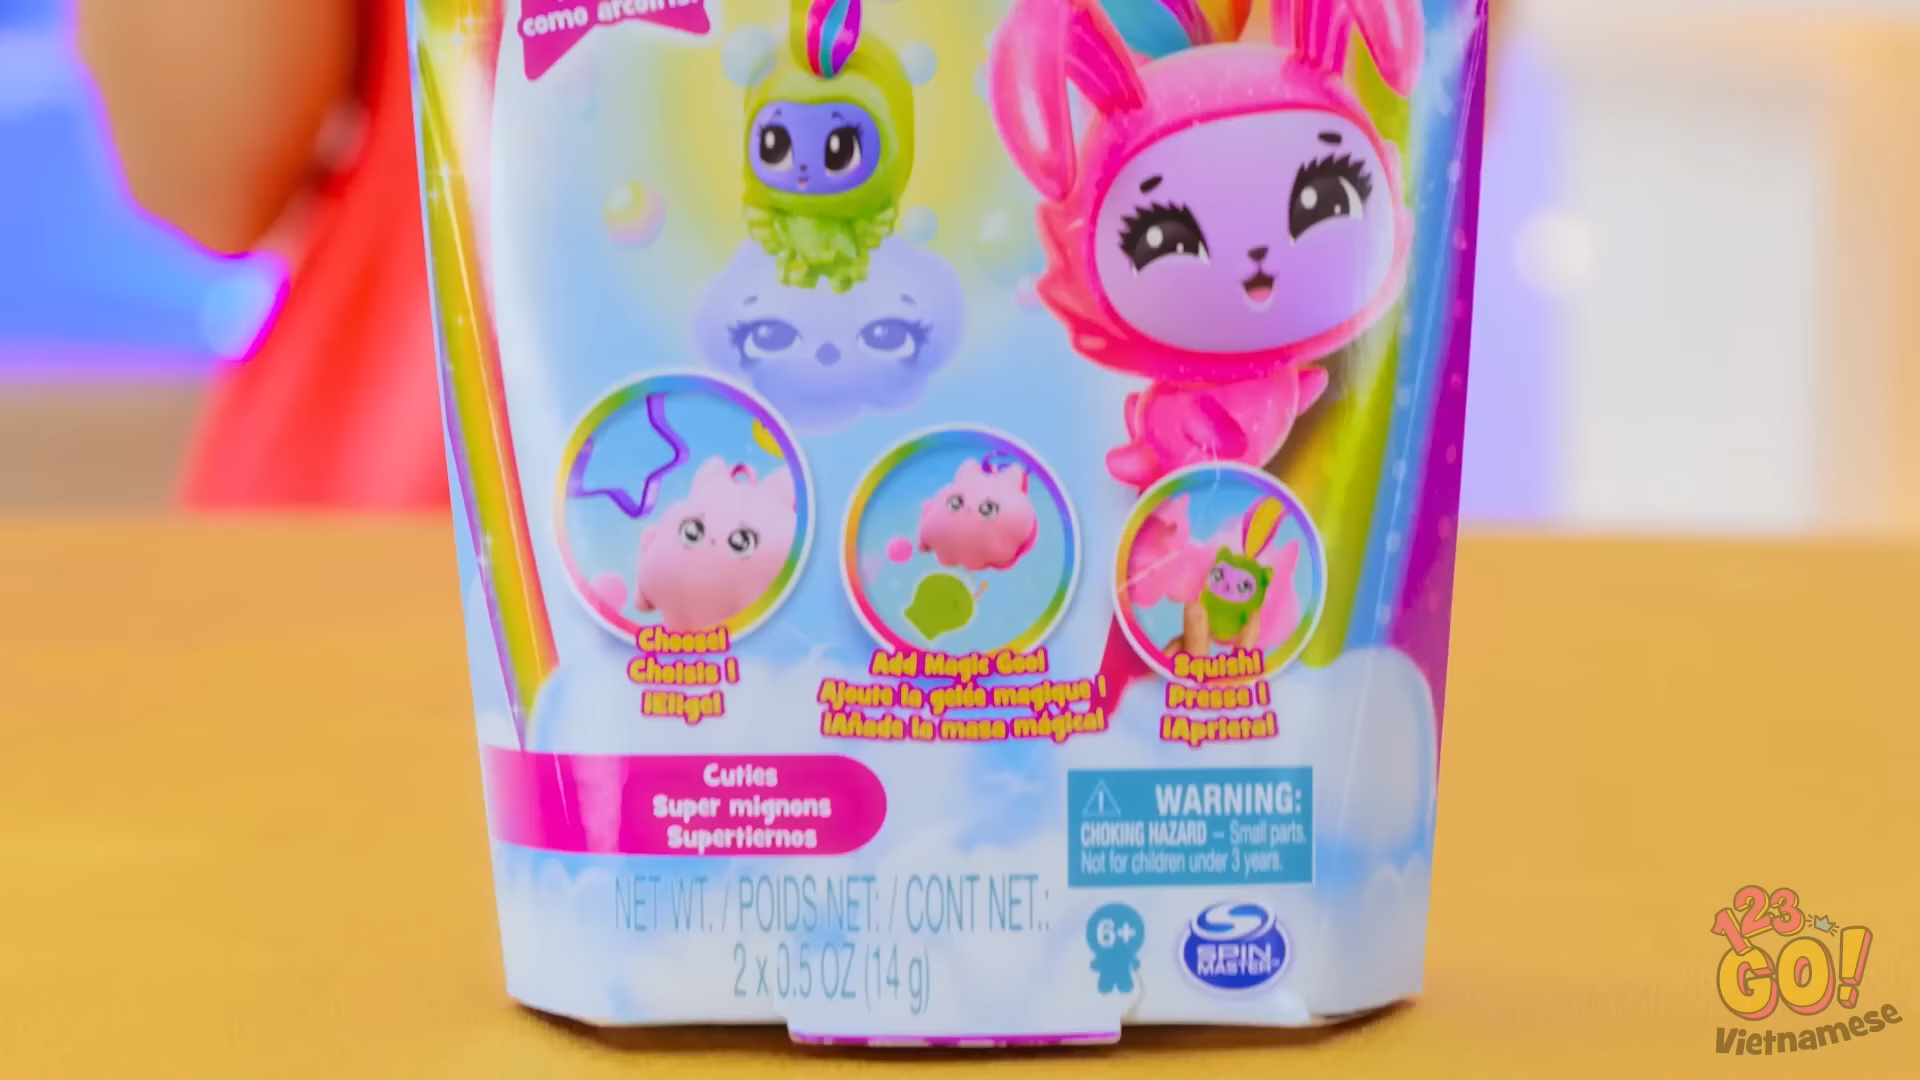 como arcoíris!
Choose!
Choisis !
¡Elige!
Add Magic Goo!
Ajoute la gelée magique !
¡Añade la masa mágica!
Squish!
Presse !
¡Aprieta!
Cuties
Super mignons
Supertiernos
WARNING:
CHOKING HAZARD – Small parts.
Not for children under 3 years.
NET WT. / POIDS NET: / CONT NET.:
2 x 0.5 OZ (14 g)
6+
SPIN
MASTER™
123
GO!
Vietnamese